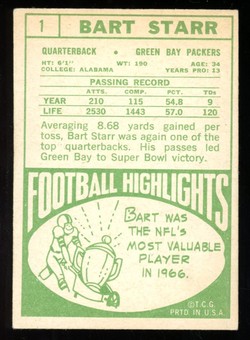 1 BART STARR
QUARTERBACK • GREEN BAY PACKERS
HT: 6/1" WT: 190 AGE: 34
COLLEGE: ALABAMA YRS PRO: 13
PASSING RECORD
ATTS. COMP. PCT. TDS
YEAR 210 115 54.8 9
LIFE 2530 1443 57.0 120
Averaging 8.68 yards gained per
toss, Bart Starr was again one of the
top quarterbacks. His passes led
Green Bay to Super Bowl victory.
FOOTBALL HIGHLIGHTS
BART WAS
THE NFL'S
MOST VALUABLE
PLAYER
IN 1966.
©T.C.G.
PRTD IN U.S.A.